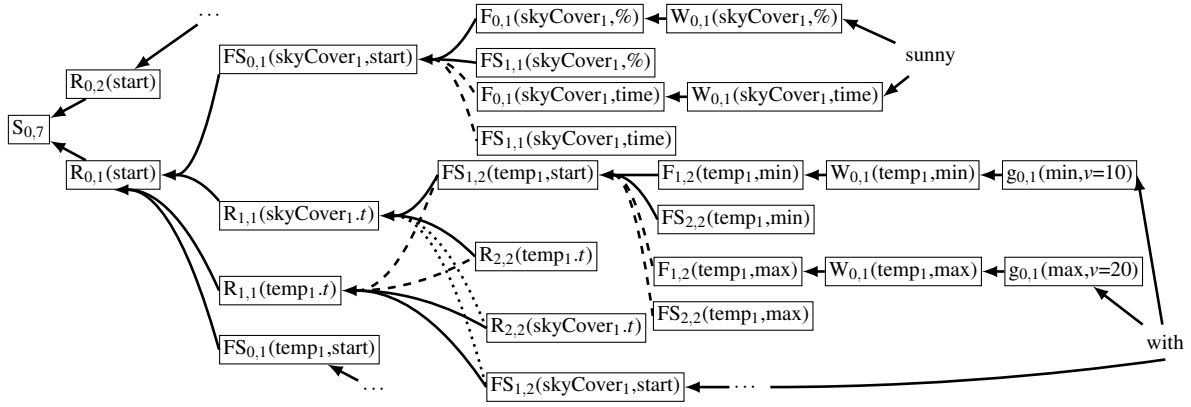 ...
F0,1(skyCover1,%)
W0,1(skyCover1,%)
FS0,1(skyCover1,start)
sunny
FS1,1(skyCover1,%)
R0,2(start)
F0,1(skyCover1,time)
W0,1(skyCover1,time)
S0,7
FS1,1(skyCover1,time)
R0,1(start)
FS1,2(temp1,start)
F1,2(temp1,min)
W0,1(temp1,min)
g0,1(min,v=10)
R1,1(skyCover1.t)
FS2,2(temp1,min)
R2,2(temp1.t)
F1,2(temp1,max)
W0,1(temp1,max)
g0,1(max,v=20)
R1,1(temp1.t)
FS2,2(temp1,max)
R2,2(skyCover1.t)
with
FS0,1(temp1,start)
...
FS1,2(skyCover1,start)
...